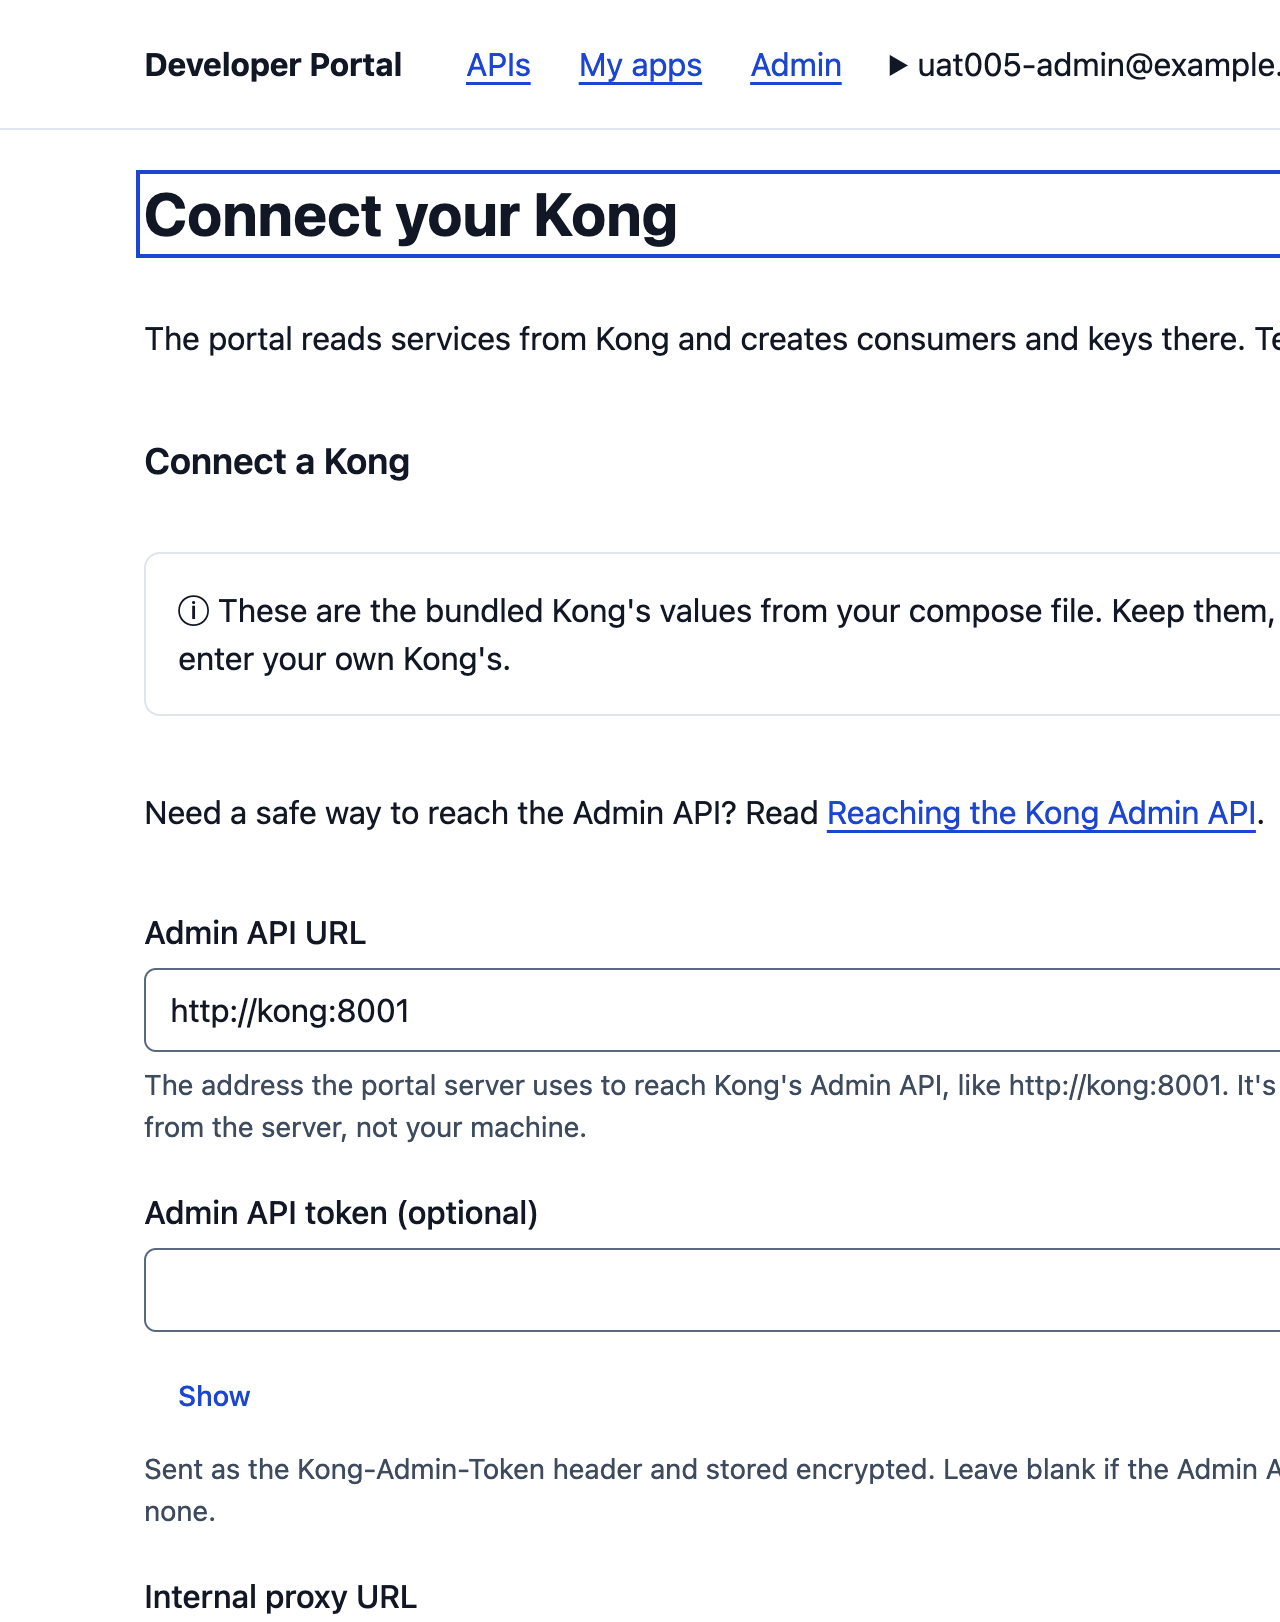 Developer Portal APIs My apps Admin ▶ uat005-admin@example.
Connect your Kong
The portal reads services from Kong and creates consumers and keys there.
Connect a Kong
ⓘ These are the bundled Kong's values from your compose file. Keep them,
enter your own Kong's.
Need a safe way to reach the Admin API? Read Reaching the Kong Admin API.
Admin API URL
http://kong:8001
The address the portal server uses to reach Kong's Admin API, like http://kong:8001. It's
from the server, not your machine.
Admin API token (optional)
Show
Sent as the Kong-Admin-Token header and stored encrypted. Leave blank if the Admin
none.
Internal proxy URL